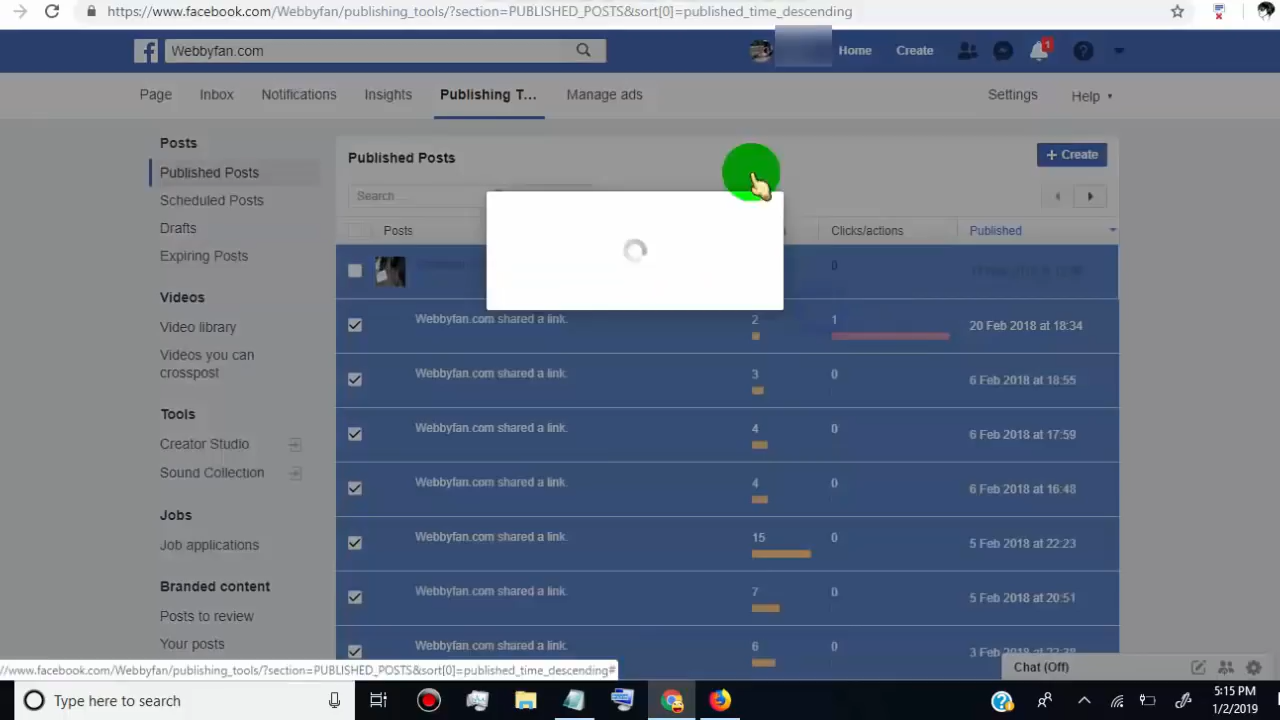 https://www.facebook.com/Webbyfan/publishing_tools/?section=PUBLISHED_POSTS&sort[0]=published_time_descending
Webbyfan.com
Home
Create
1
Page
Inbox
Notifications
Insights
Publishing T...
Manage ads
Settings
Help
Posts
Published Posts
Scheduled Posts
Drafts
Expiring Posts
Videos
Video library
Videos you can
crosspost
Tools
Creator Studio
Sound Collection
Jobs
Job applications
Branded content
Posts to review
Your posts
Published Posts
+ Create
Search
Posts
Clicks/actions
Published
0
Webbyfan.com shared a link.
2
1
20 Feb 2018 at 18:34
Webbyfan.com shared a link.
3
0
6 Feb 2018 at 18:55
Webbyfan.com shared a link.
4
0
6 Feb 2018 at 17:59
Webbyfan.com shared a link.
4
0
6 Feb 2018 at 16:48
Webbyfan.com shared a link.
15
0
5 Feb 2018 at 22:23
Webbyfan.com shared a link.
7
0
5 Feb 2018 at 20:51
Webbyfan.com shared a link.
6
0
3 Feb 2018 at
Chat (Off)
//www.facebook.com/Webbyfan/publishing_tools/?section=PUBLISHED_POSTS&sort[0]=published_time_descending#
Type here to search
5:15 PM
1/2/2019